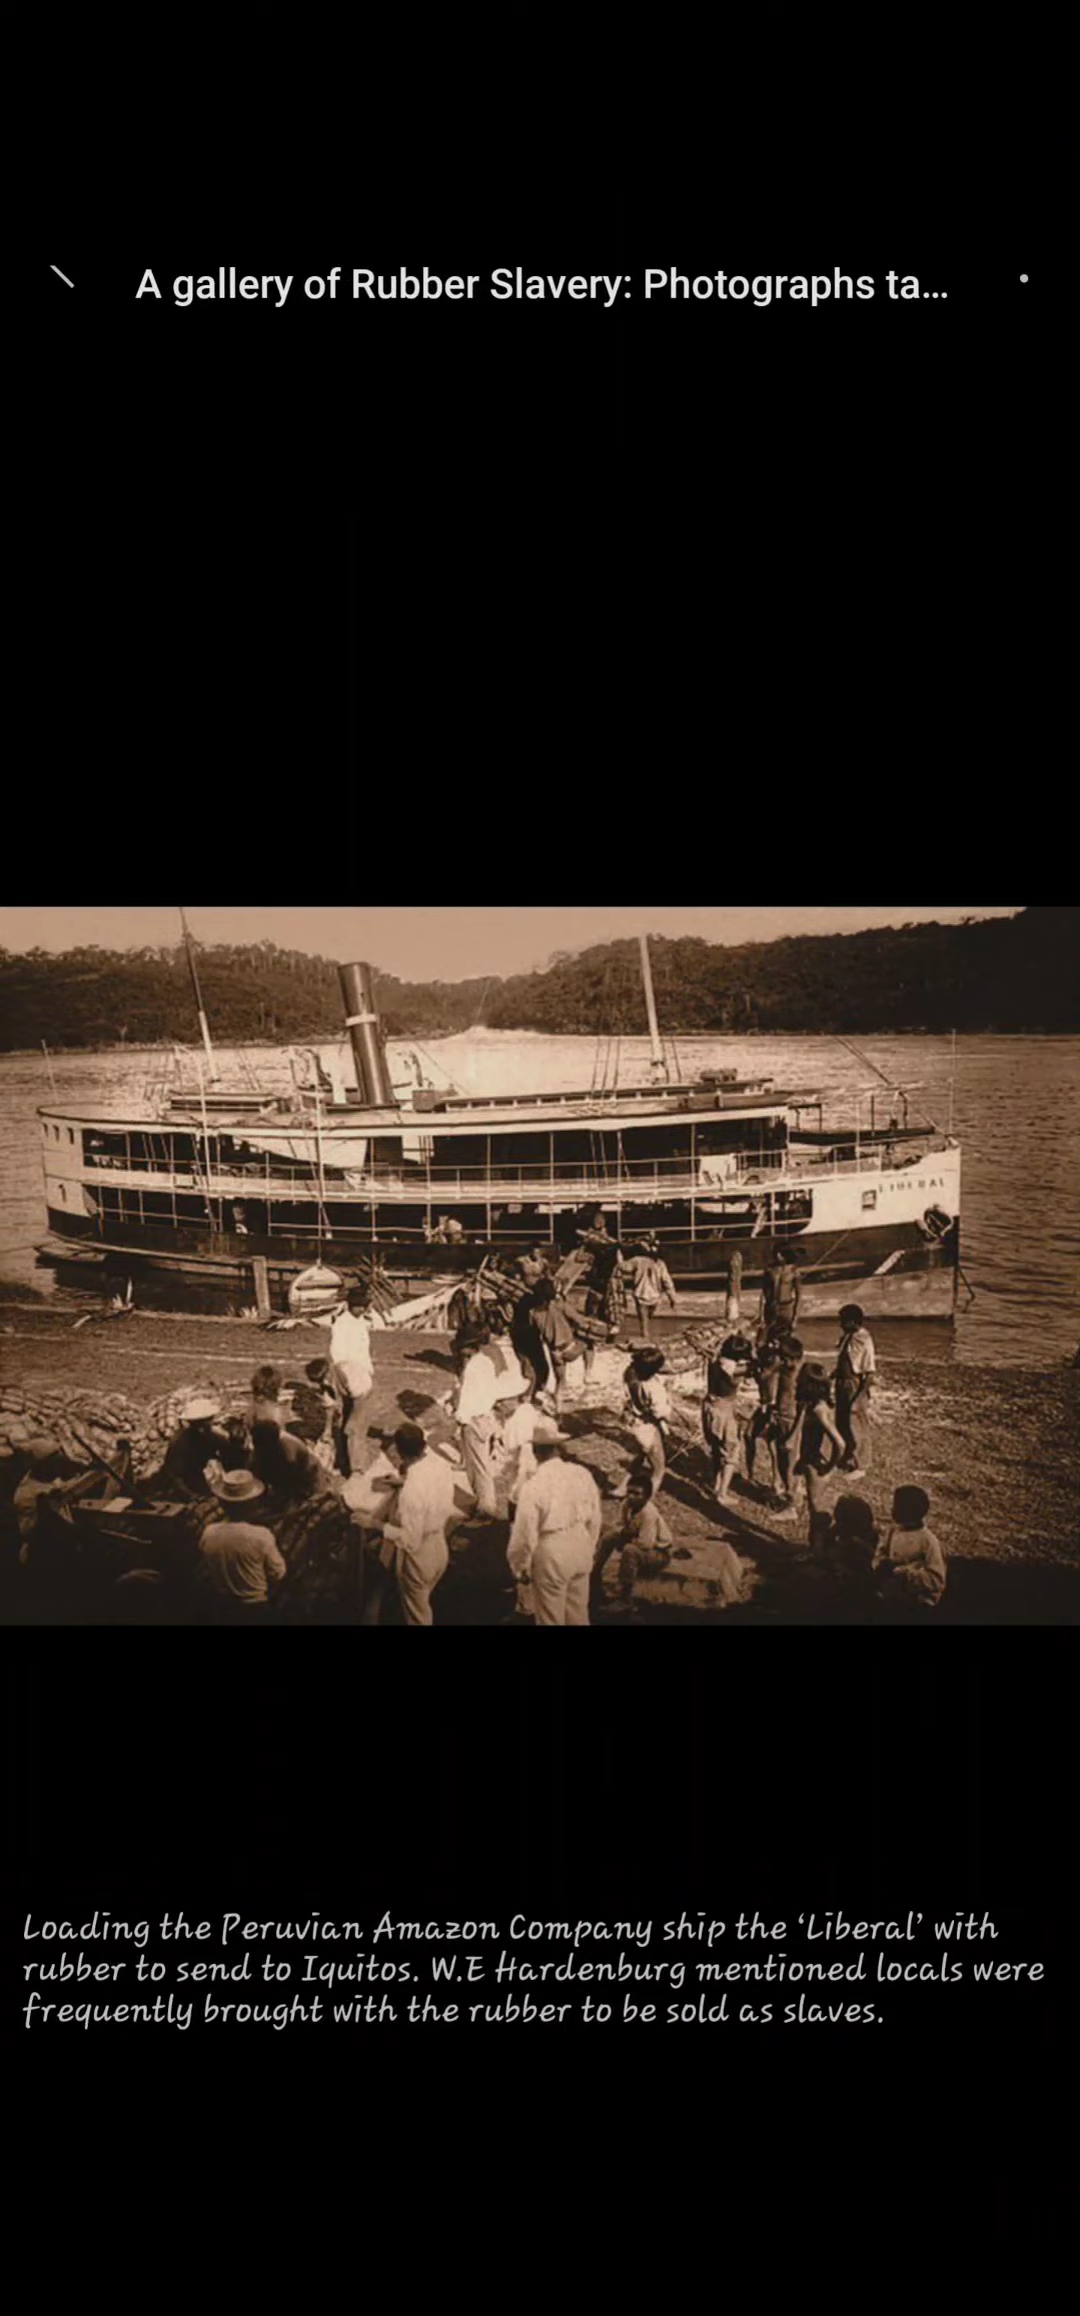 A gallery of Rubber Slavery: Photographs ta...
LIBERAL
Loading the Peruvian Amazon Company ship the ‘Liberal’ with
rubber to send to Iquitos. W.E Hardenburg mentioned locals were
frequently brought with the rubber to be sold as slaves.